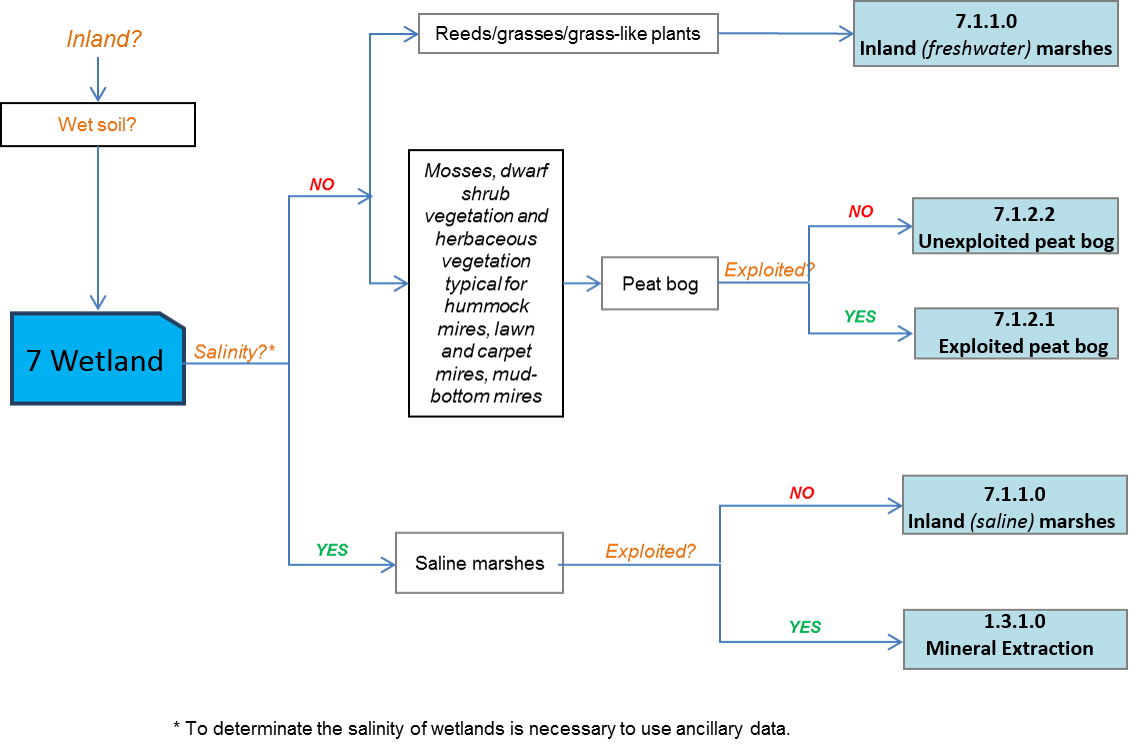 Inland?
Wet soil?
7 Wetland
Salinity?*
NO
Reeds/grasses/grass-like plants
7.1.1.0
Inland (freshwater) marshes
Mosses, dwarf
shrub
vegetation and
herbaceous
vegetation
typical for
hummock
mires, lawn
and carpet
mires, mud-
bottom mires
Peat bog
Exploited?
NO
7.1.2.2
Unexploited peat bog
YES
7.1.2.1
Exploited peat bog
YES
Saline marshes
Exploited?
NO
7.1.1.0
Inland (saline) marshes
YES
1.3.1.0
Mineral Extraction
* To determinate the salinity of wetlands is necessary to use ancillary data.